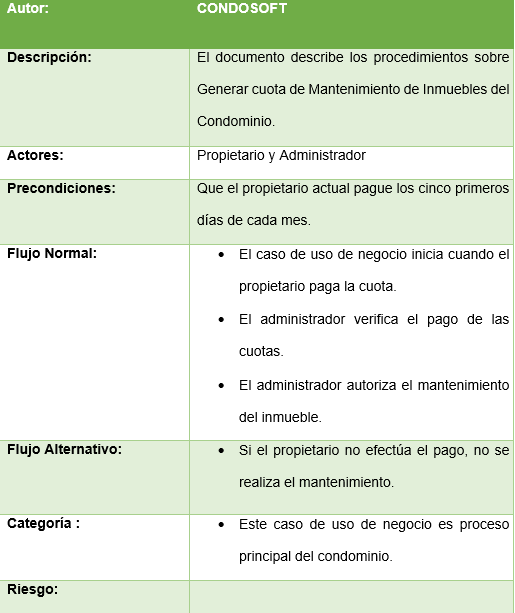 Autor: CONDOSOFT
Descripción: El documento describe los procedimientos sobre
Generar cuota de Mantenimiento de Inmuebles del
Condominio.
Actores: Propietario y Administrador
Precondiciones: Que el propietario actual pague los cinco primeros
días de cada mes.
Flujo Normal: • El caso de uso de negocio inicia cuando el
propietario paga la cuota.
• El administrador verifica el pago de las
cuotas.
• El administrador autoriza el mantenimiento
del inmueble.
Flujo Alternativo: • Si el propietario no efectúa el pago, no se
realiza el mantenimiento.
Categoría : • Este caso de uso de negocio es proceso
principal del condominio.
Riesgo: